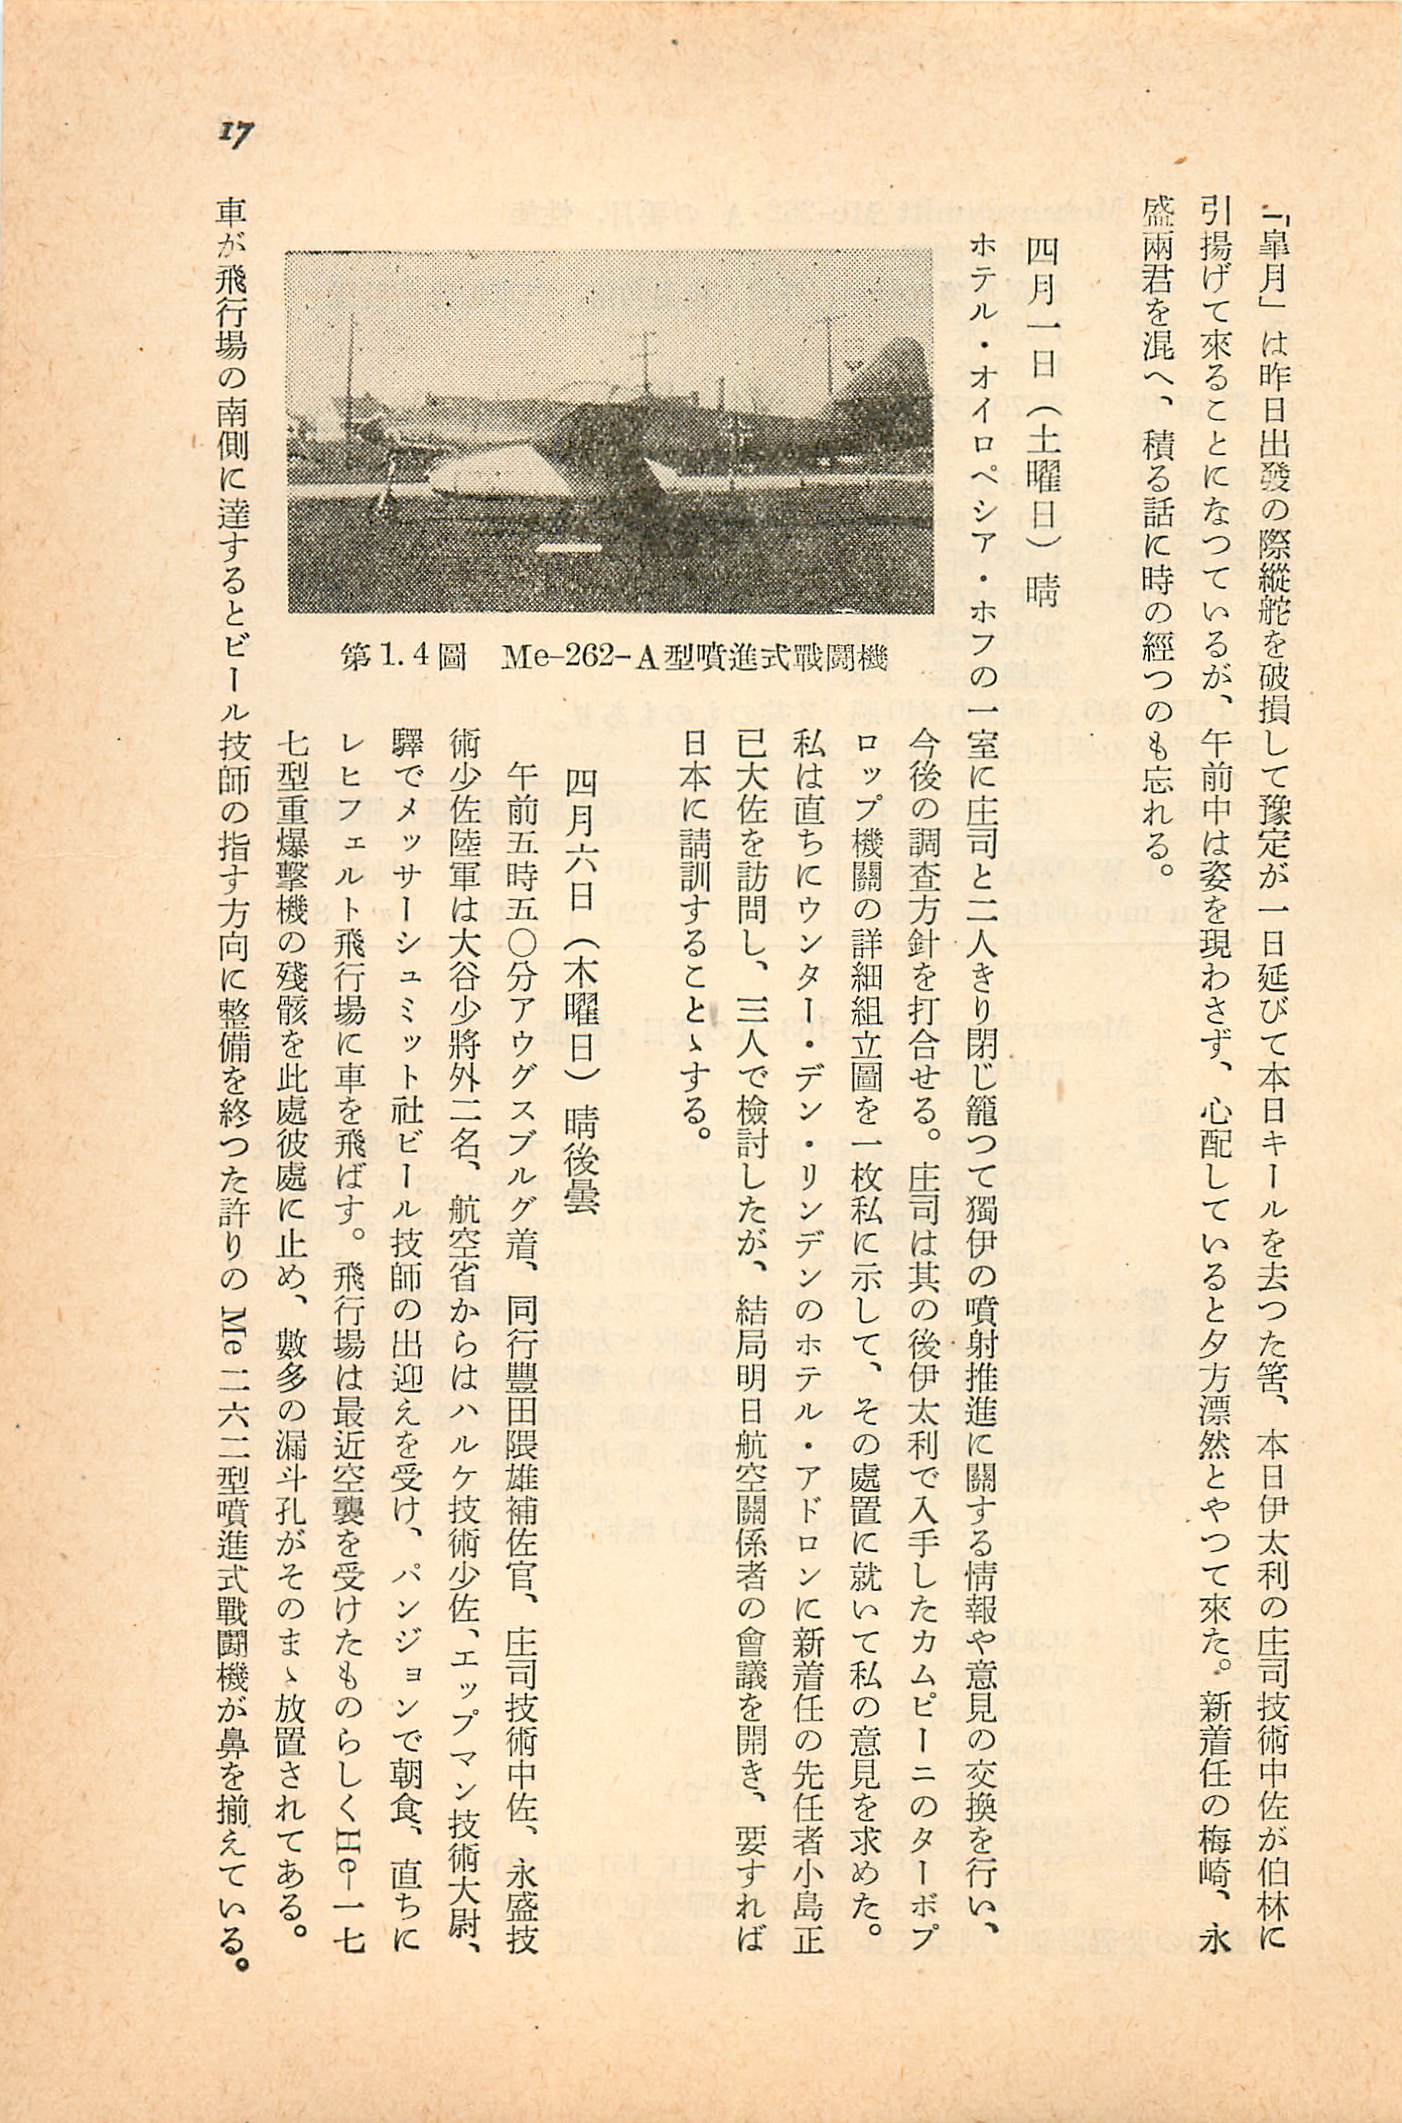 「皐月」は昨日出發の際縱舵を破損して豫定が一日延びて本日キールを去つた筈、本日伊太利の庄司技術中佐が伯林に
引揚げて來ることになつているが、午前中は姿を現わさず、心配していると夕方漂然とやつて來た。新着任の梅崎、永
盛兩君を混へ、積る話に時の經つのも忘れる。
四月一日（土曜日）晴
ホテル・オイロペシア・ホフの一室に庄司と二人きり閉じ籠つて獨伊の噴射推進に關する情報や意見の交換を行い、
今後の調査方針を打合せる。庄司は其の後伊太利で入手したカムピーニのターボプ
ロップ機關の詳細組立圖を一枚私に示して、その處置に就いて私の意見を求めた。
私は直ちにウンター・デン・リンデンのホテル・アドロンに新着任の先任者小島正
已大佐を訪問し、三人で檢討したが、結局明日航空關係者の會議を開き、要すれば
日本に請訓することゝする。
四月六日（木曜日）晴後曇
午前五時五〇分アウグスブルグ着、同行豐田隈雄補佐官、庄司技術中佐、永盛技
術少佐陸軍は大谷少將外二名、航空省からはハルケ技術少佐、エップマン技術大尉、
驛でメッサーシュミット社ビール技師の出迎えを受け、パンジョンで朝食、直ちに
レヒフェルト飛行場に車を飛ばす。飛行場は最近空襲を受けたものらしくHe—一七
七型重爆擊機の殘骸を此處彼處に止め、數多の漏斗孔がそのまゝ放置されてある。
車が飛行場の南側に達するとビール技師の指す方向に整備を終つた許りのMe二六二型噴進式戰鬪機が鼻を揃えている。
第1.4圖　Me-262-A型噴進式戰鬪機
17